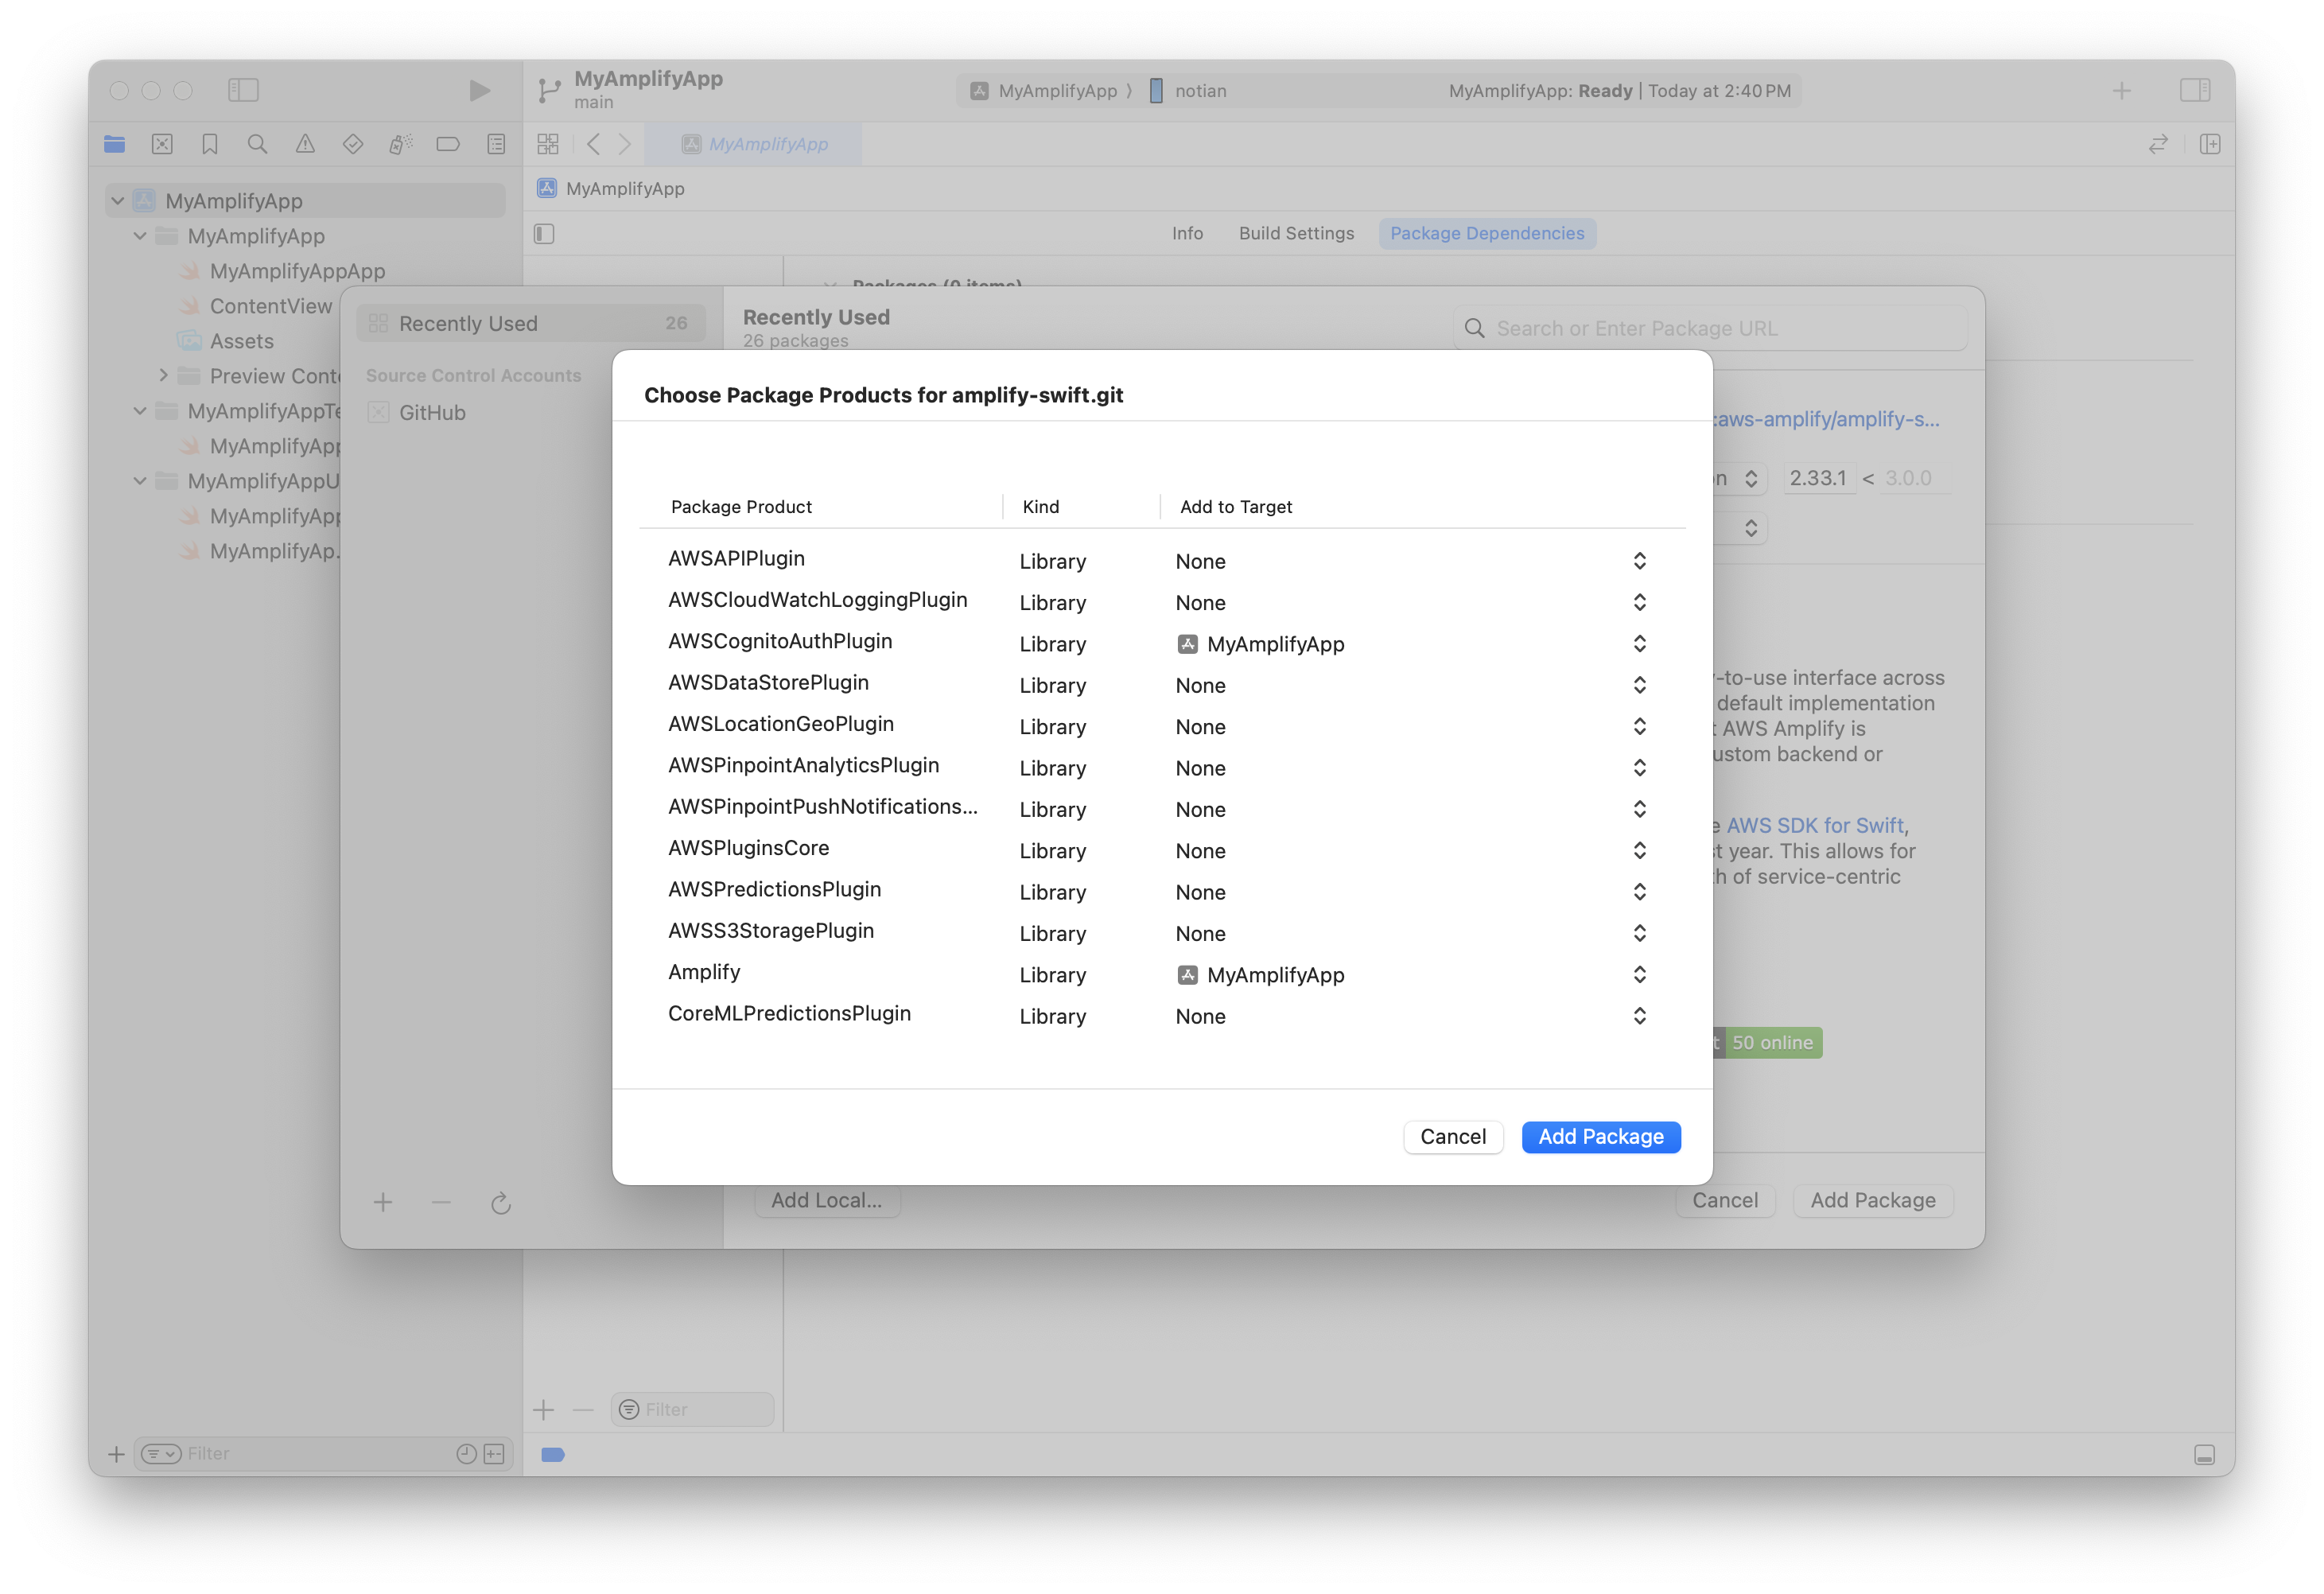 MyAmplifyApp
main
MyAmplifyApp ⟩ notian
MyAmplifyApp: Ready | Today at 2:40 PM
MyAmplifyApp
MyAmplifyApp
Info Build Settings Package Dependencies
MyAmplifyApp
MyAmplifyApp
MyAmplifyAppApp
ContentView
Assets
Preview Conte
MyAmplifyAppTe
MyAmplifyApp
MyAmplifyAppU
MyAmplifyApp
MyAmplifyAp.
Packages (0 items)
Recently Used 26
Source Control Accounts
GitHub
Recently Used
26 packages
Search or Enter Package URL
:aws-amplify/amplify-s...
on 2.33.1 < 3.0.0
y-to-use interface across
default implementation
t AWS Amplify is
ustom backend or
e AWS SDK for Swift,
st year. This allows for
th of service-centric
t 50 online
Choose Package Products for amplify-swift.git
Package Product Kind Add to Target
AWSAPIPlugin Library None
AWSCloudWatchLoggingPlugin Library None
AWSCognitoAuthPlugin Library MyAmplifyApp
AWSDataStorePlugin Library None
AWSLocationGeoPlugin Library None
AWSPinpointAnalyticsPlugin Library None
AWSPinpointPushNotifications... Library None
AWSPluginsCore Library None
AWSPredictionsPlugin Library None
AWSS3StoragePlugin Library None
Amplify Library MyAmplifyApp
CoreMLPredictionsPlugin Library None
Cancel Add Package
Add Local... Cancel Add Package
Filter
Filter